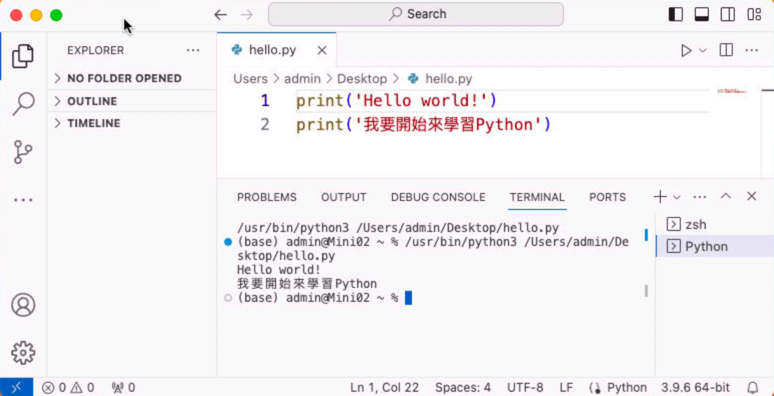 Search
EXPLORER ...
NO FOLDER OPENED
OUTLINE
TIMELINE
hello.py
Users > admin > Desktop > hello.py
1 print('Hello world!')
2 print('我要開始來學習Python')
PROBLEMS OUTPUT DEBUG CONSOLE TERMINAL PORTS
/usr/bin/python3 /Users/admin/Desktop/hello.py
(base) admin@Mini02 ~ % /usr/bin/python3 /Users/admin/De
sktop/hello.py
Hello world!
我要開始來學習Python
(base) admin@Mini02 ~ %
zsh
Python
0 0 0 Ln 1, Col 22 Spaces: 4 UTF-8 LF Python 3.9.6 64-bit